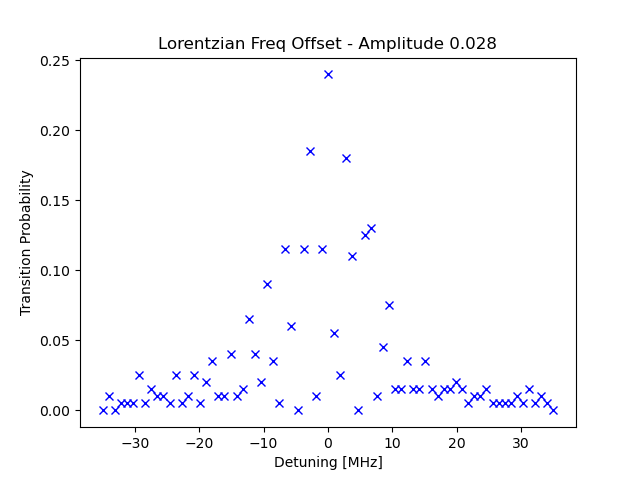 Lorentzian Freq Offset - Amplitude 0.028
0.25
0.20
0.15
0.10
0.05
0.00
Transition Probability
−30 −20 −10 0 10 20 30
Detuning [MHz]